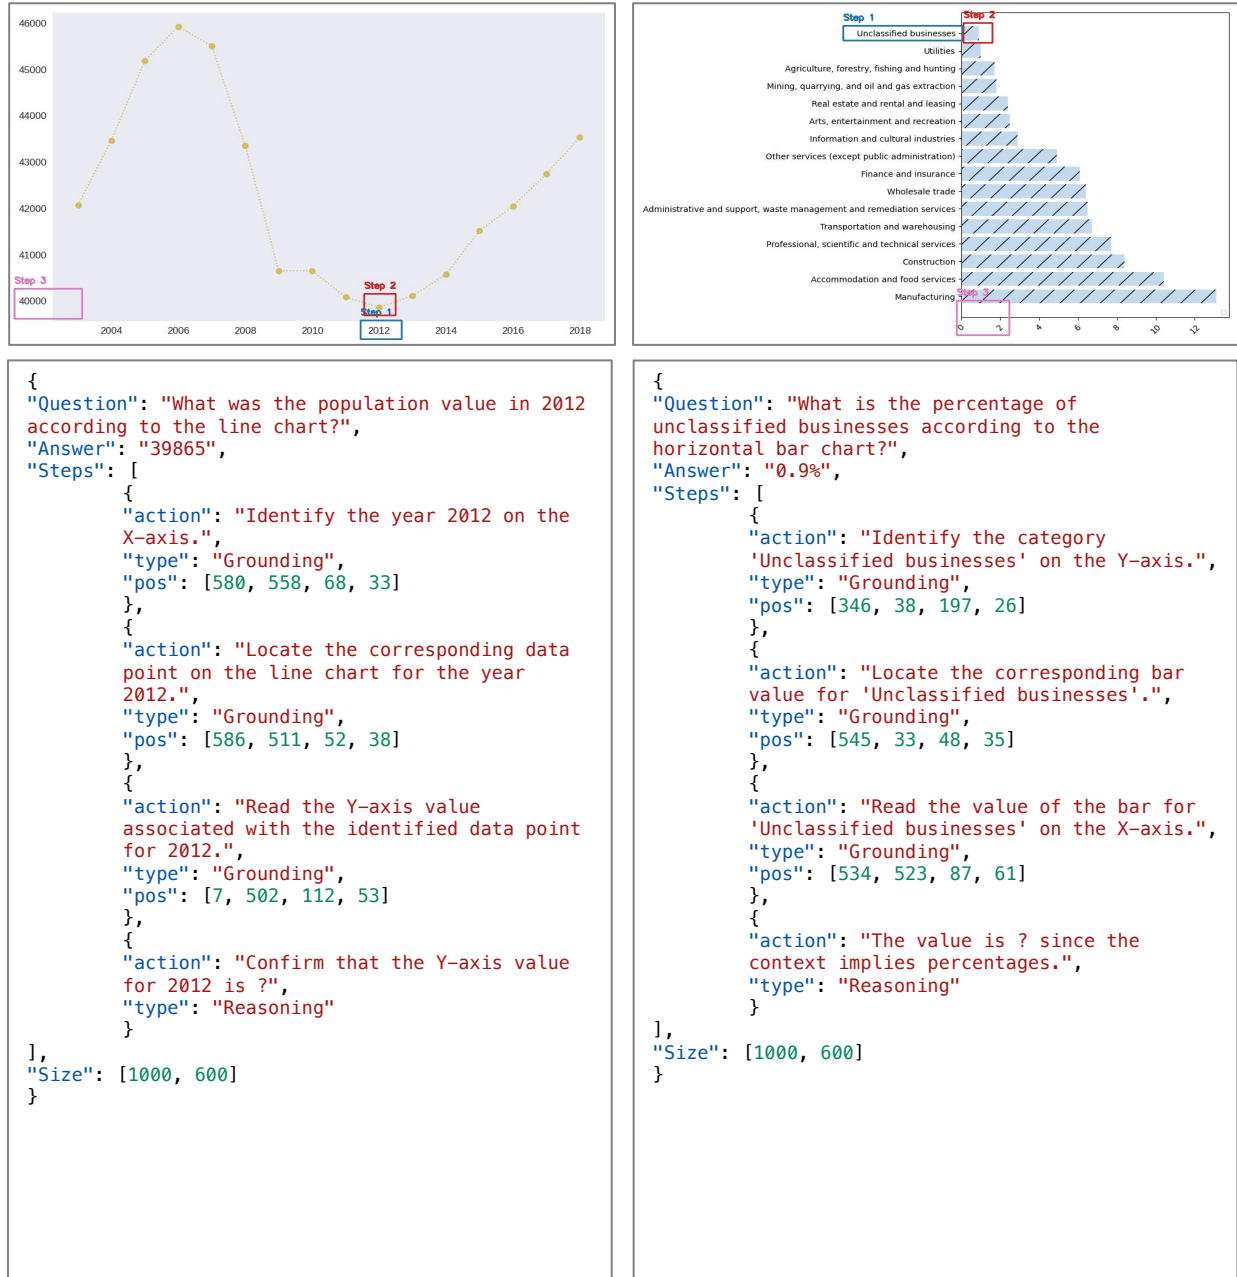 46000
45000
44000
43000
42000
41000
Step 3
40000
Step 2
Step 1
2004 2006 2008 2010 2012 2014 2016 2018
Step 1
Step 2
Unclassified businesses
Utilities
Agriculture, forestry, fishing and hunting
Mining, quarrying, and oil and gas extraction
Real estate and rental and leasing
Arts, entertainment and recreation
Information and cultural industries
Other services (except public administration)
Finance and insurance
Wholesale trade
Administrative and support, waste management and remediation services
Transportation and warehousing
Professional, scientific and technical services
Construction
Accommodation and food services
Step 3
Manufacturing
0 2 4 6 8 10 12
{
"Question": "What was the population value in 2012
according to the line chart?",
"Answer": "39865",
"Steps": [
{
"action": "Identify the year 2012 on the
X-axis.",
"type": "Grounding",
"pos": [580, 558, 68, 33]
},
{
"action": "Locate the corresponding data
point on the line chart for the year
2012.",
"type": "Grounding",
"pos": [586, 511, 52, 38]
},
{
"action": "Read the Y-axis value
associated with the identified data point
for 2012.",
"type": "Grounding",
"pos": [7, 502, 112, 53]
},
{
"action": "Confirm that the Y-axis value
for 2012 is ?",
"type": "Reasoning"
}
],
"Size": [1000, 600]
}
{
"Question": "What is the percentage of
unclassified businesses according to the
horizontal bar chart?",
"Answer": "0.9%",
"Steps": [
{
"action": "Identify the category
'Unclassified businesses' on the Y-axis.",
"type": "Grounding",
"pos": [346, 38, 197, 26]
},
{
"action": "Locate the corresponding bar
value for 'Unclassified businesses'.",
"type": "Grounding",
"pos": [545, 33, 48, 35]
},
{
"action": "Read the value of the bar for
'Unclassified businesses' on the X-axis.",
"type": "Grounding",
"pos": [534, 523, 87, 61]
},
{
"action": "The value is ? since the
context implies percentages.",
"type": "Reasoning"
}
],
"Size": [1000, 600]
}